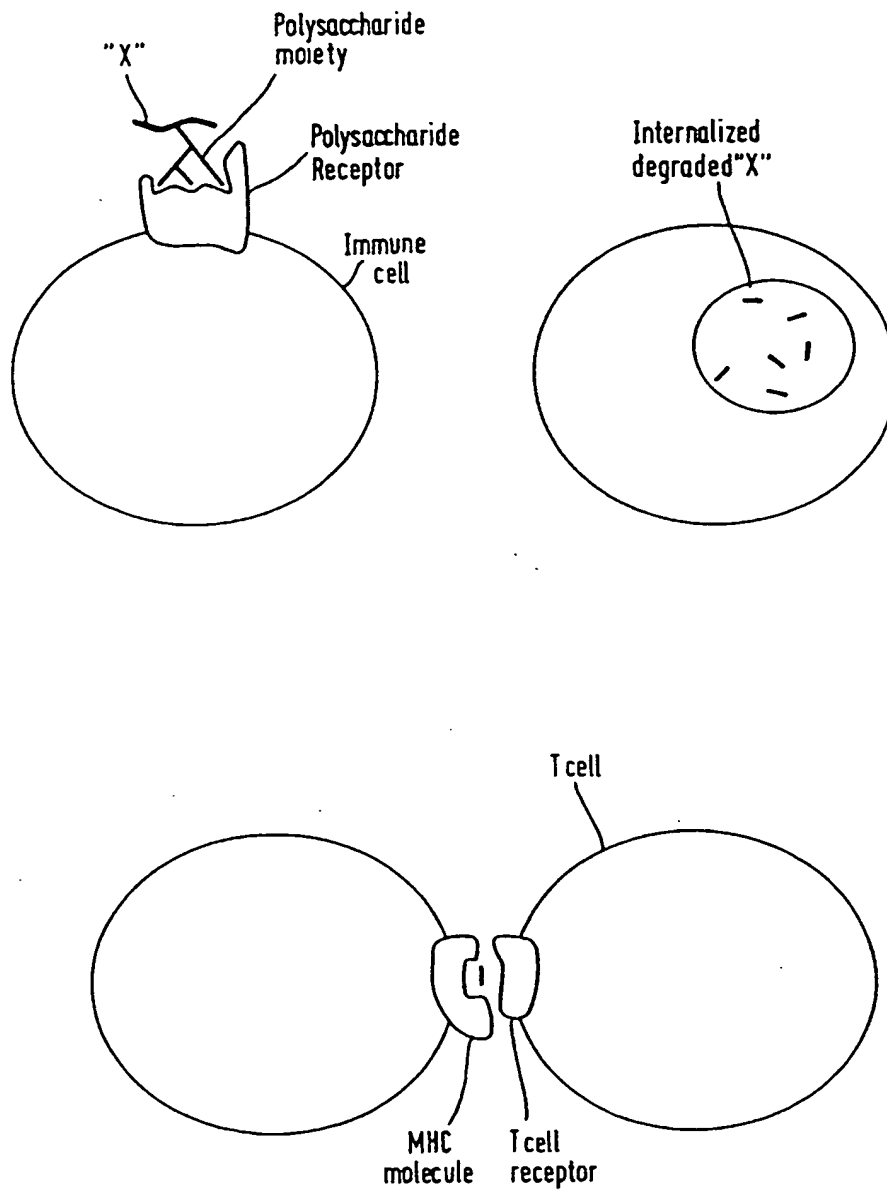 "X"
Polysaccharide
moiety
Polysaccharide
Receptor
Immune
cell
Internalized
degraded "X"
T cell
MHC
molecule
T cell
receptor